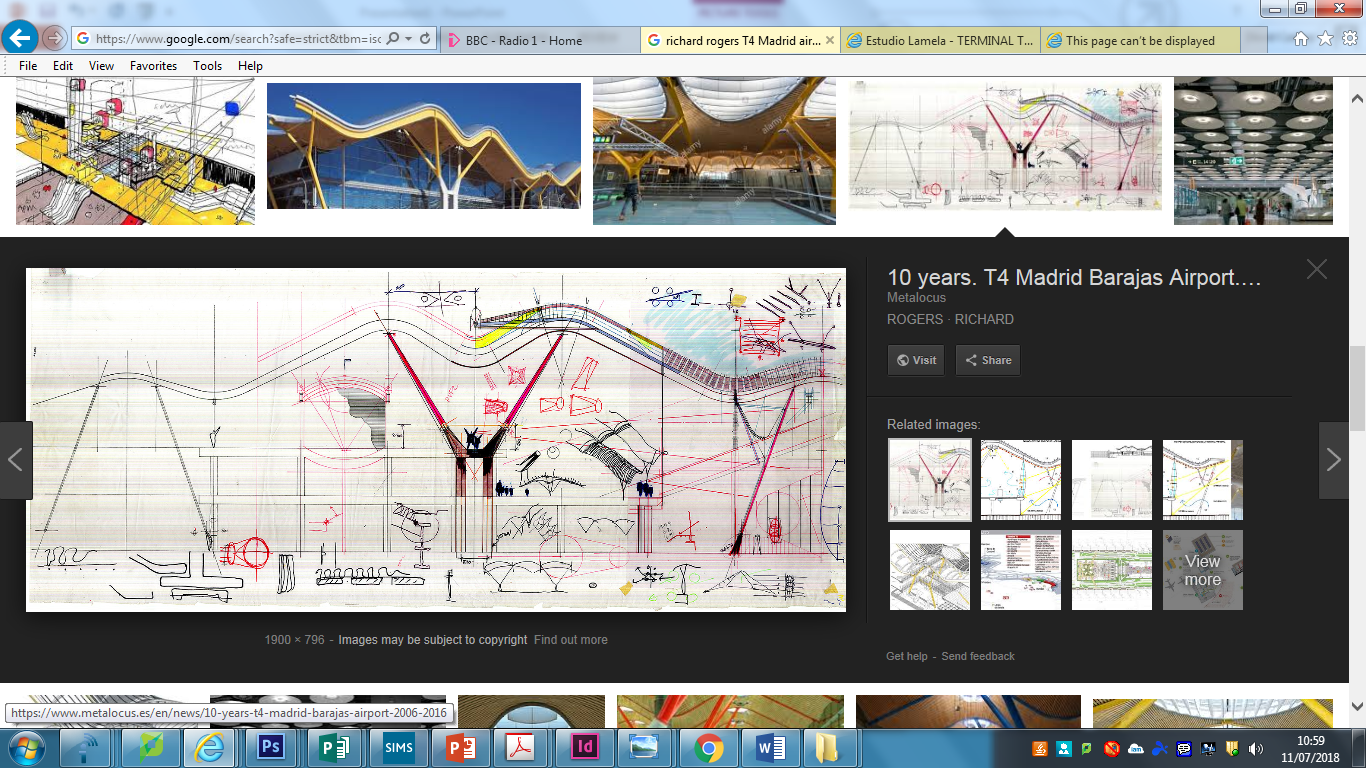 https://www.google.com/search?safe=strict&tbm=isc
BBC - Radio 1 - Home
richard rogers T4 Madrid air...
Estudio Lamela - TERMINAL T...
This page can't be displayed
File Edit View Favorites Tools Help
alamy
10 years. T4 Madrid Barajas Airport....
Metalocus
ROGERS · RICHARD
Visit
Share
Related images:
View
more
1900 × 796 - Images may be subject to copyright Find out more
Get help - Send feedback
https://www.metalocus.es/en/news/10-years-t4-madrid-barajas-airport-2006-2016
Ps
P
SIMS
P
Id
W
10:59
11/07/2018